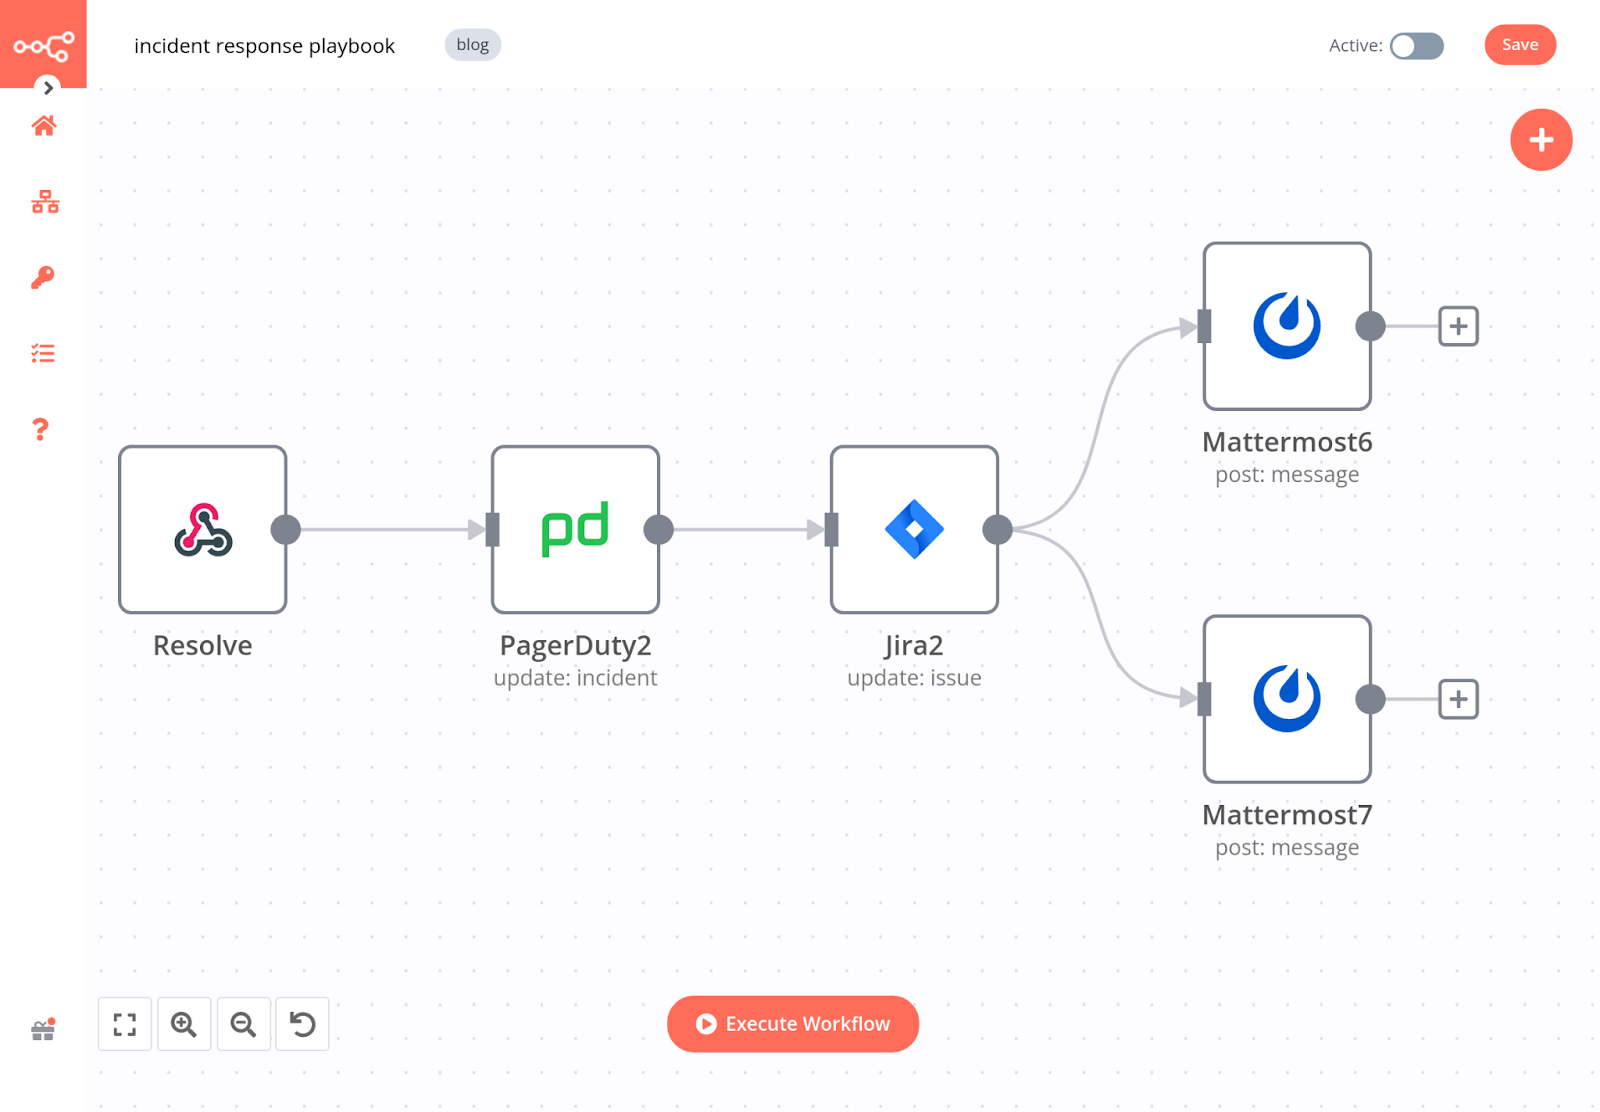 incident response playbook
blog
Active:
Save
Mattermost6
post: message
pd
Resolve
PagerDuty2
update: incident
Jira2
update: issue
Mattermost7
post: message
Execute Workflow